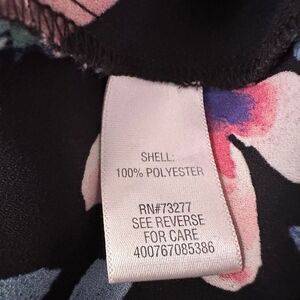 SHELL:
100% POLYESTER
RN#73277
SEE REVERSE
FOR CARE
400767085386